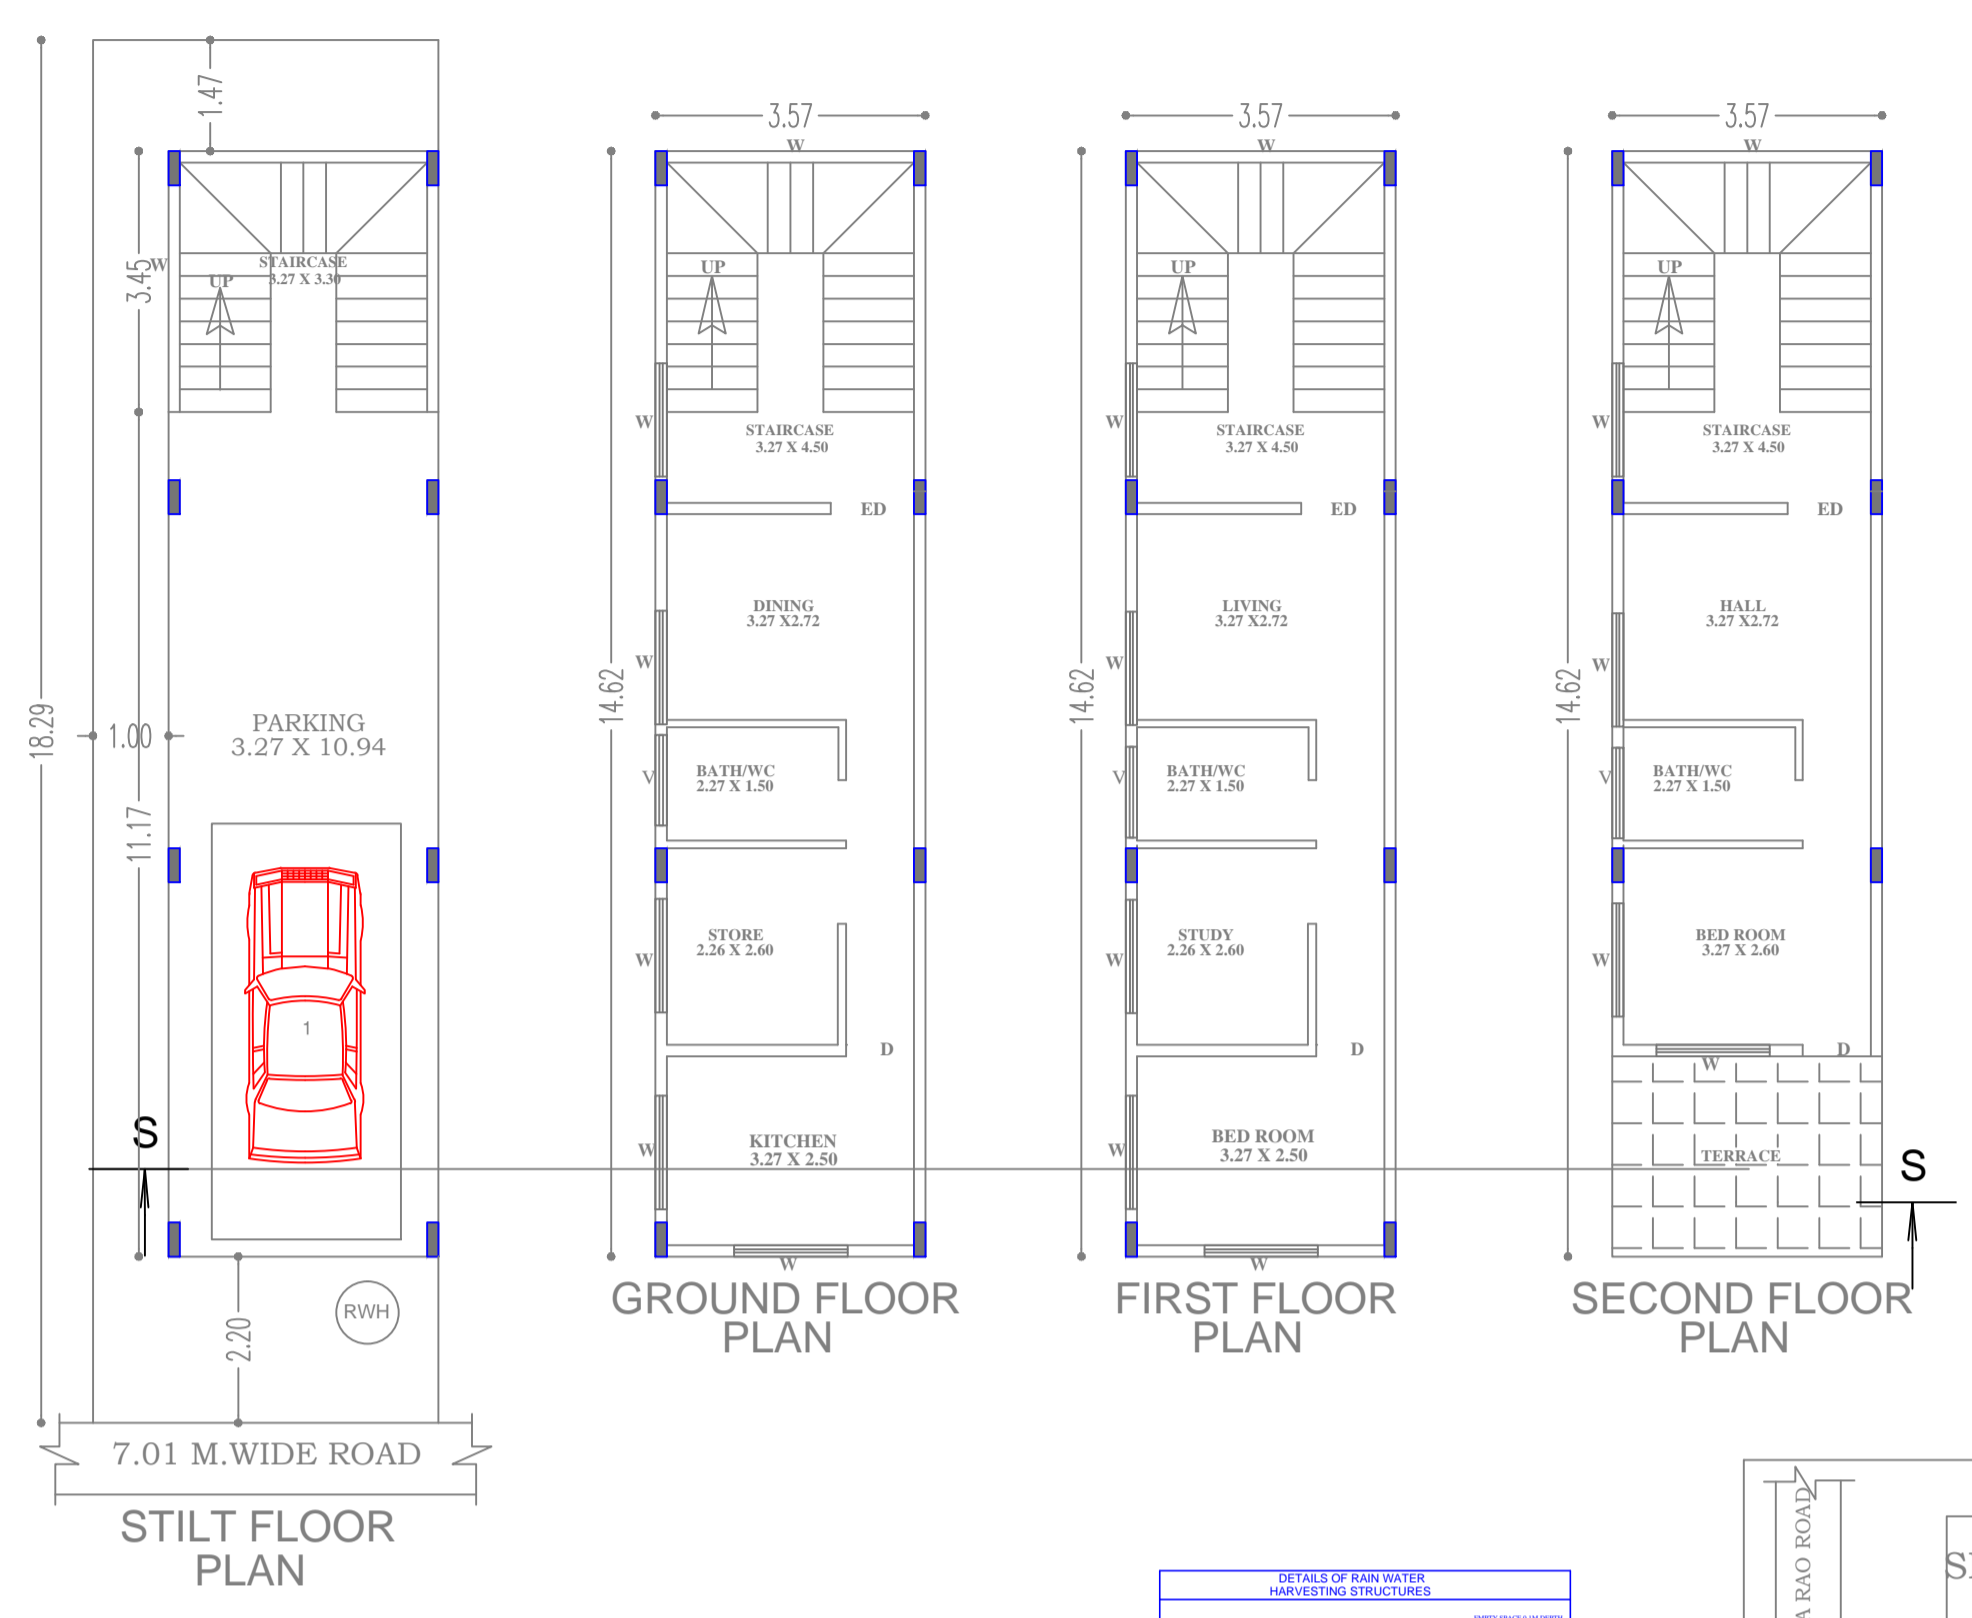 1.47
3.45
W
STAIRCASE
3.27 X 3.30
UP
18.29
1.00
PARKING
3.27 X 10.94
11.17
1
S
2.20
RWH
7.01 M.WIDE ROAD
STILT FLOOR
PLAN
3.57
W
UP
W
STAIRCASE
3.27 X 4.50
ED
DINING
3.27 X2.72
W
14.62
V
BATH/WC
2.27 X 1.50
STORE
2.26 X 2.60
W
D
KITCHEN
3.27 X 2.50
W
W
GROUND FLOOR
PLAN
3.57
W
UP
W
STAIRCASE
3.27 X 4.50
ED
LIVING
3.27 X2.72
W
14.62
V
BATH/WC
2.27 X 1.50
STUDY
2.26 X 2.60
W
D
BED ROOM
3.27 X 2.50
W
W
FIRST FLOOR
PLAN
3.57
W
UP
W
STAIRCASE
3.27 X 4.50
ED
HALL
3.27 X2.72
W
14.62
V
BATH/WC
2.27 X 1.50
BED ROOM
3.27 X 2.60
W
D
W
TERRACE
S
SECOND FLOOR
PLAN
DETAILS OF RAIN WATER
HARVESTING STRUCTURES
A RAO ROAD